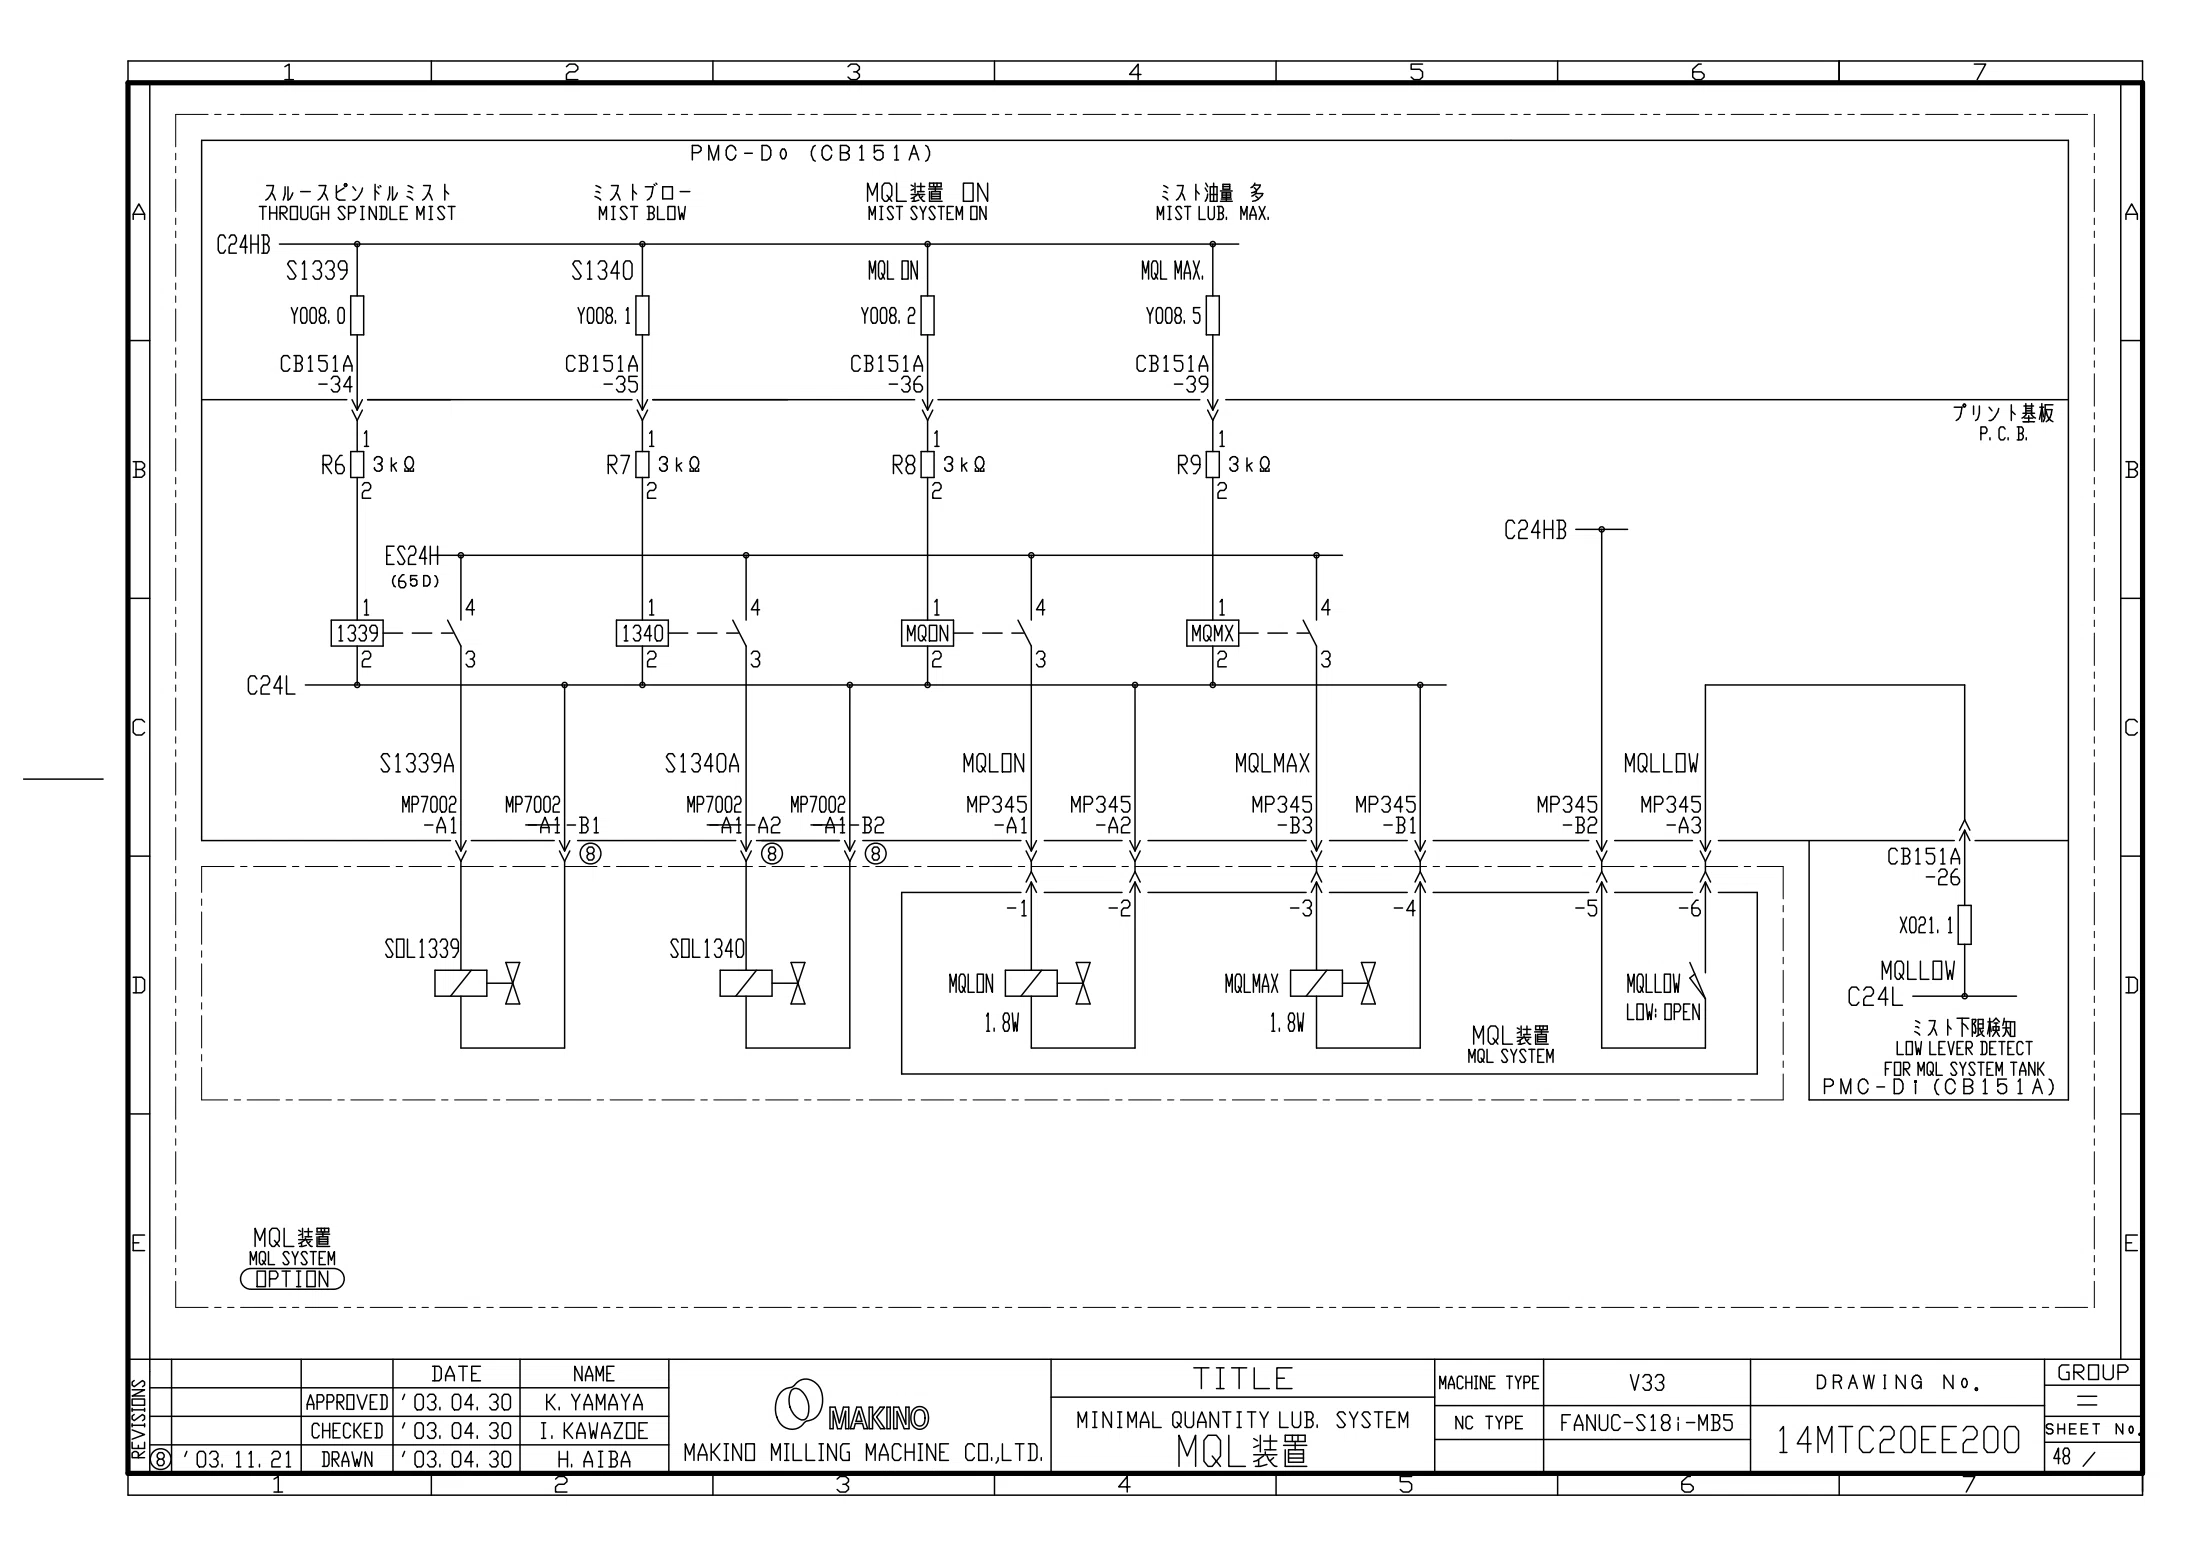 1 2 3 4 5 6 7
PMC-Do (CB151A)
スルースピンドルミスト
THROUGH SPINDLE MIST
ミストブロー
MIST BLOW
MQL装置 ON
MIST SYSTEM ON
ミスト油量 多
MIST LUB. MAX.
A
A
C24HB
S1339
S1340
MQL ON
MQL MAX.
Y008.0
Y008.1
Y008.2
Y008.5
CB151A
-34
CB151A
-35
CB151A
-36
CB151A
-39
プリント基板
P.C.B.
B
B
1
R6 3kΩ
2
1
R7 3kΩ
2
1
R8 3kΩ
2
1
R9 3kΩ
2
C24HB
ES24H
(65D)
1 4
1339
2 3
1 4
1340
2 3
1 4
MQON
2 3
1 4
MQMX
2 3
C24L
C
C
S1339A
S1340A
MQLON
MQLMAX
MQLLOW
MP7002
-A1
MP7002
-A1-B1
⑧
MP7002
-A1-A2
⑧
MP7002
-A1-B2
⑧
MP345
-A1
MP345
-A2
MP345
-B3
MP345
-B1
MP345
-B2
MP345
-A3
CB151A
-26
-1 -2 -3 -4 -5 -6
X021.1
SOL1339
SOL1340
MQLON
1.8W
MQLMAX
1.8W
MQLLOW
LOW:OPEN
MQL装置
MQL SYSTEM
D
D
MQLLOW
C24L
ミスト下限検知
LOW LEVER DETECT
FOR MQL SYSTEM TANK
PMC-Di (CB151A)
E
E
MQL装置
MQL SYSTEM
OPTION
REVISIONS
⑧ '03.11.21
DATE NAME
APPROVED '03.04.30 K.YAMAYA
CHECKED '03.04.30 I.KAWAZOE
DRAWN '03.04.30 H.AIBA
MAKINO
MAKINO MILLING MACHINE CO.,LTD.
TITLE
MINIMAL QUANTITY LUB. SYSTEM
MQL装置
MACHINE TYPE V33
NC TYPE FANUC-S18i-MB5
DRAWING No.
14MTC20EE200
GROUP
=
SHEET No.
48 /
1 2 3 4 5 6 7